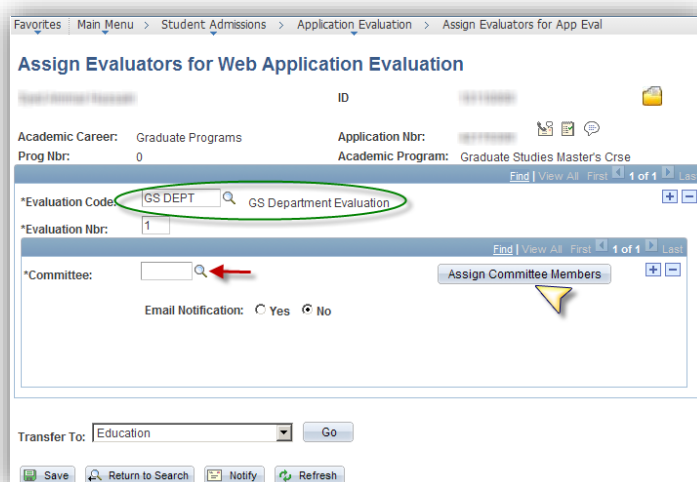 Favorites Main Menu > Student Admissions > Application Evaluation > Assign Evaluators for App Eval
Assign Evaluators for Web Application Evaluation
ID
Academic Career: Graduate Programs Application Nbr:
Prog Nbr: 0 Academic Program: Graduate Studies Master's Crse
Find | View All First 1 of 1 Last
*Evaluation Code: GS DEPT GS Department Evaluation
*Evaluation Nbr: 1
Find | View All First 1 of 1 Last
*Committee: Assign Committee Members
Email Notification: Yes No
Transfer To: Education Go
Save Return to Search Notify Refresh